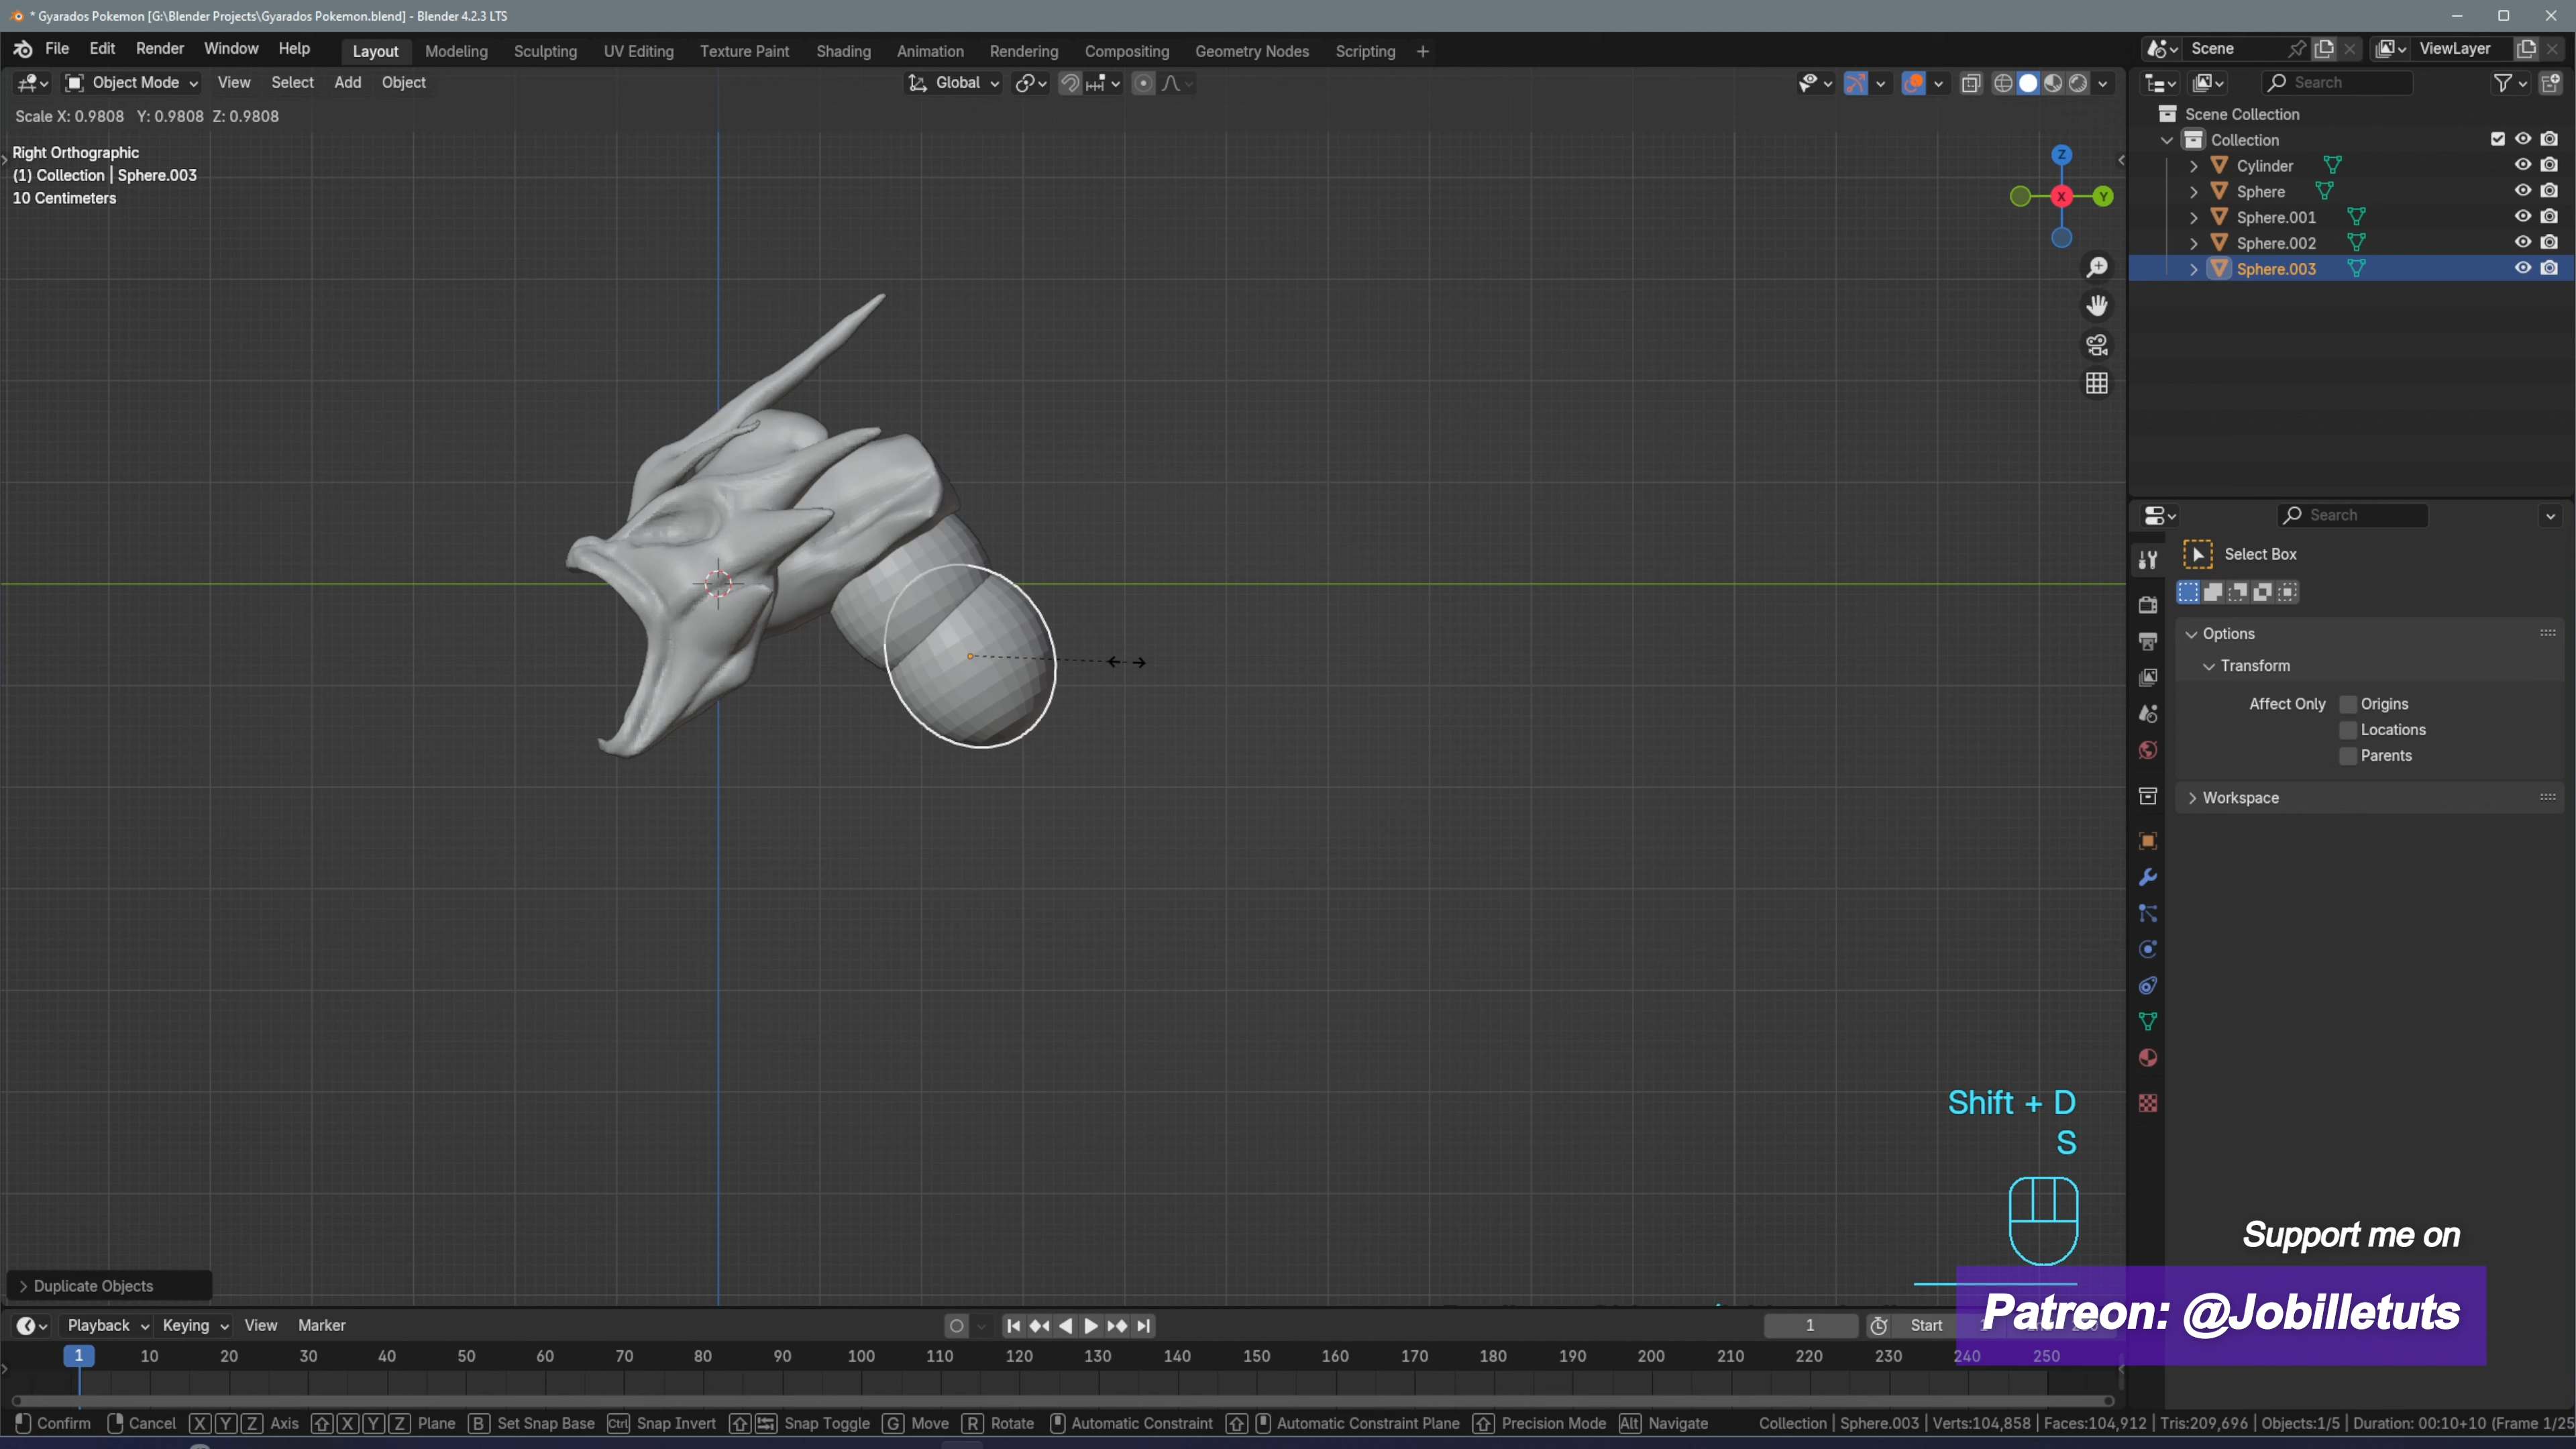 * Gyarados Pokemon [G:\Blender Projects\Gyarados Pokemon.blend] - Blender 4.2.3 LTS
File Edit Render Window Help Layout Modeling Sculpting UV Editing Texture Paint Shading Animation Rendering Compositing Geometry Nodes Scripting + Scene ViewLayer
Object Mode View Select Add Object Global Search
Scale X: 0.9808 Y: 0.9808 Z: 0.9808
Right Orthographic
(1) Collection | Sphere.003
10 Centimeters
Z
X
Y
Scene Collection
Collection
Cylinder
Sphere
Sphere.001
Sphere.002
Sphere.003
Search
Select Box
Options
Transform
Affect Only Origins
Locations
Parents
Workspace
Shift + D
S
Support me on
Patreon: @Jobilletuts
Duplicate Objects
Playback Keying View Marker 1 Start
1 10 20 30 40 50 60 70 80 90 100 110 120 130 140 150 160 170 180 190 200 210 220 230 240 250
Confirm Cancel X Y Z Axis X Y Z Plane B Set Snap Base Ctrl Snap Invert Snap Toggle G Move R Rotate Automatic Constraint Automatic Constraint Plane Precision Mode Alt Navigate Collection | Sphere.003 | Verts:104,858 | Faces:104,912 | Tris:209,696 | Objects:1/5 | Duration: 00:10+10 (Frame 1/25